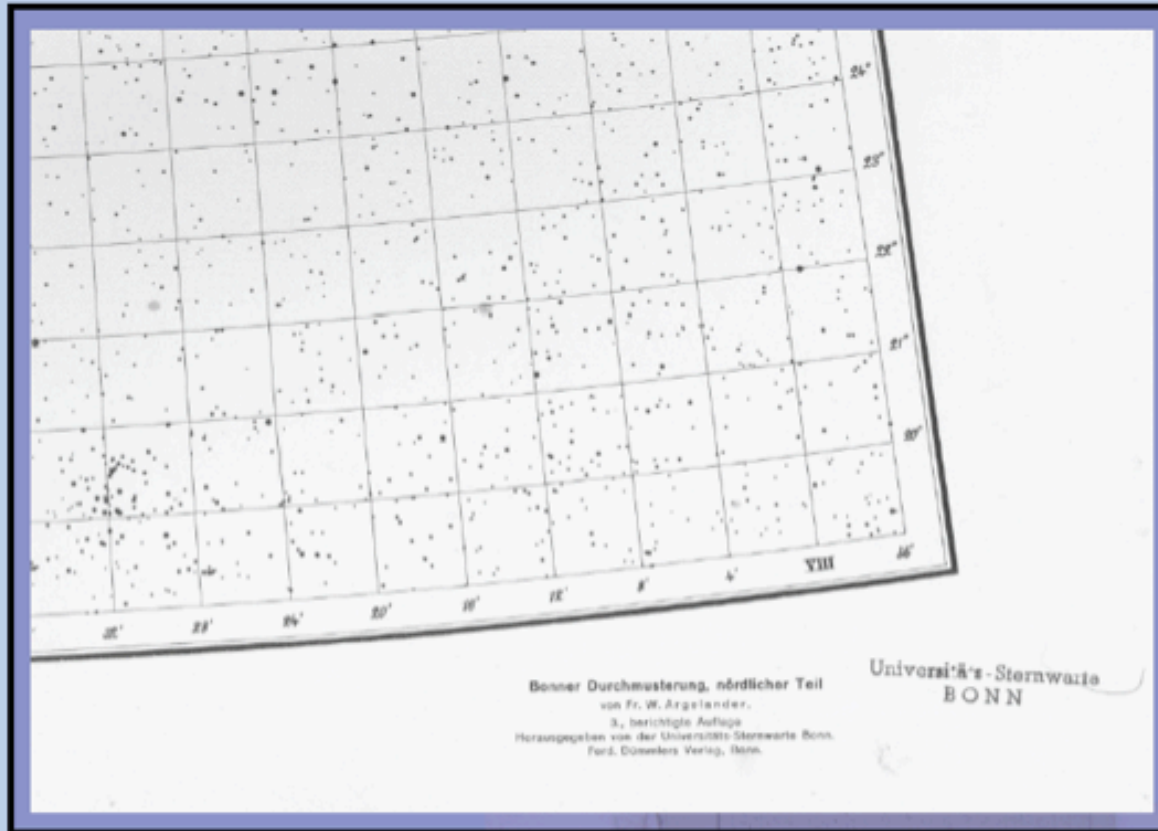 24°
23°
22°
21°
20°
32' 28' 24' 20' 16' 12' 8' 4' VIII 56'
Bonner Durchmusterung, nördlicher Teil
von Fr. W. Argelander.
3., berichtigte Auflage
Herausgegeben von der Universitäts-Sternwarte Bonn.
Ferd. Dümmlers Verlag, Bonn.
Universitäts-Sternwarte
BONN